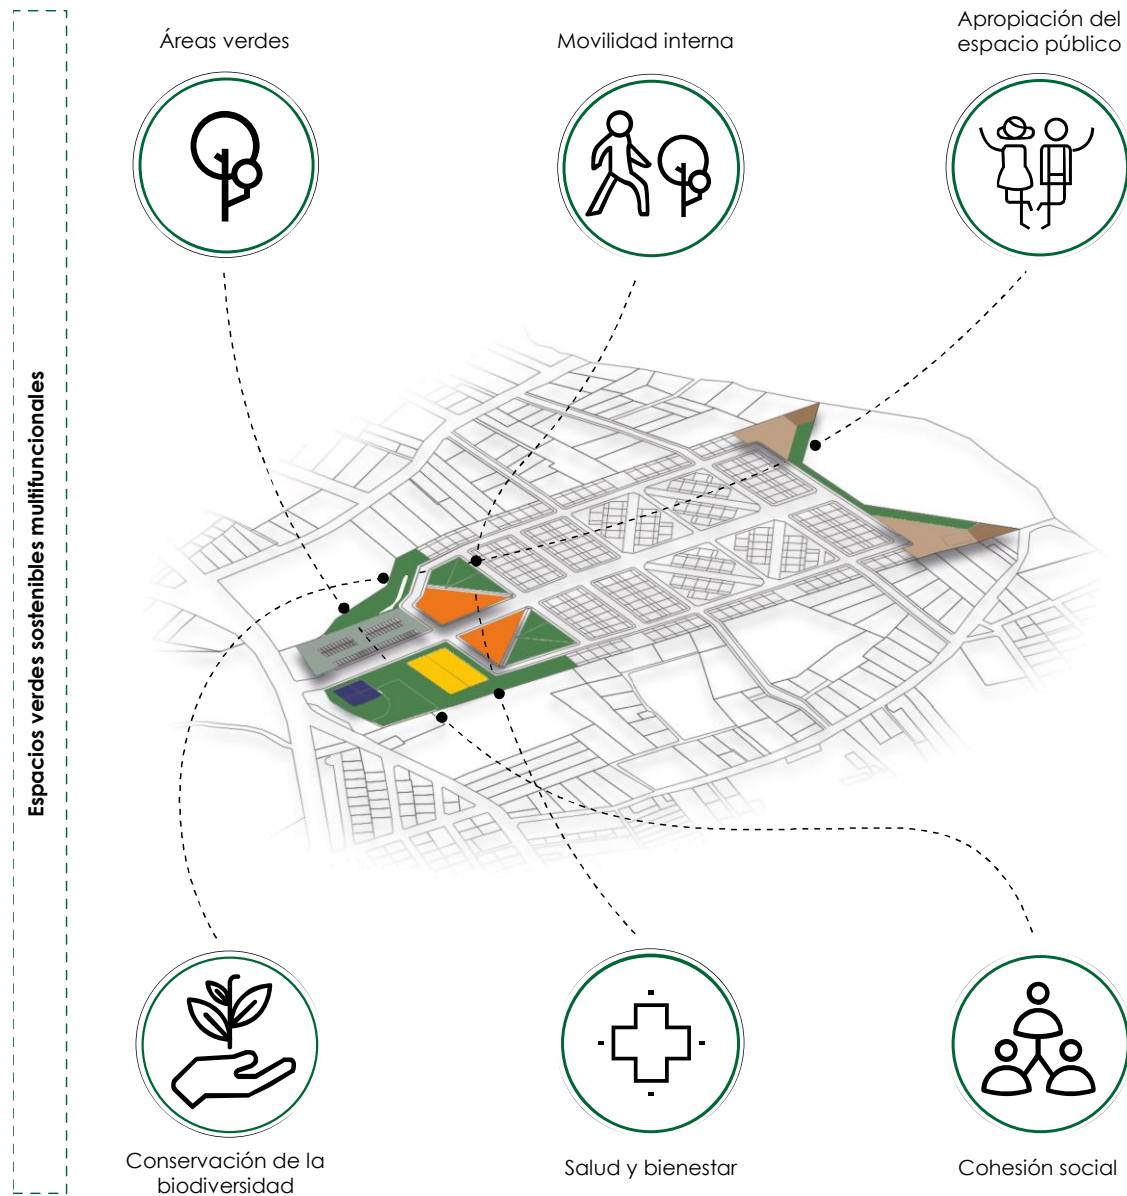 Espacios verdes sostenibles multifuncionales
Áreas verdes
Movilidad interna
Apropiación del
espacio público
Conservación de la
biodiversidad
Salud y bienestar
Cohesión social